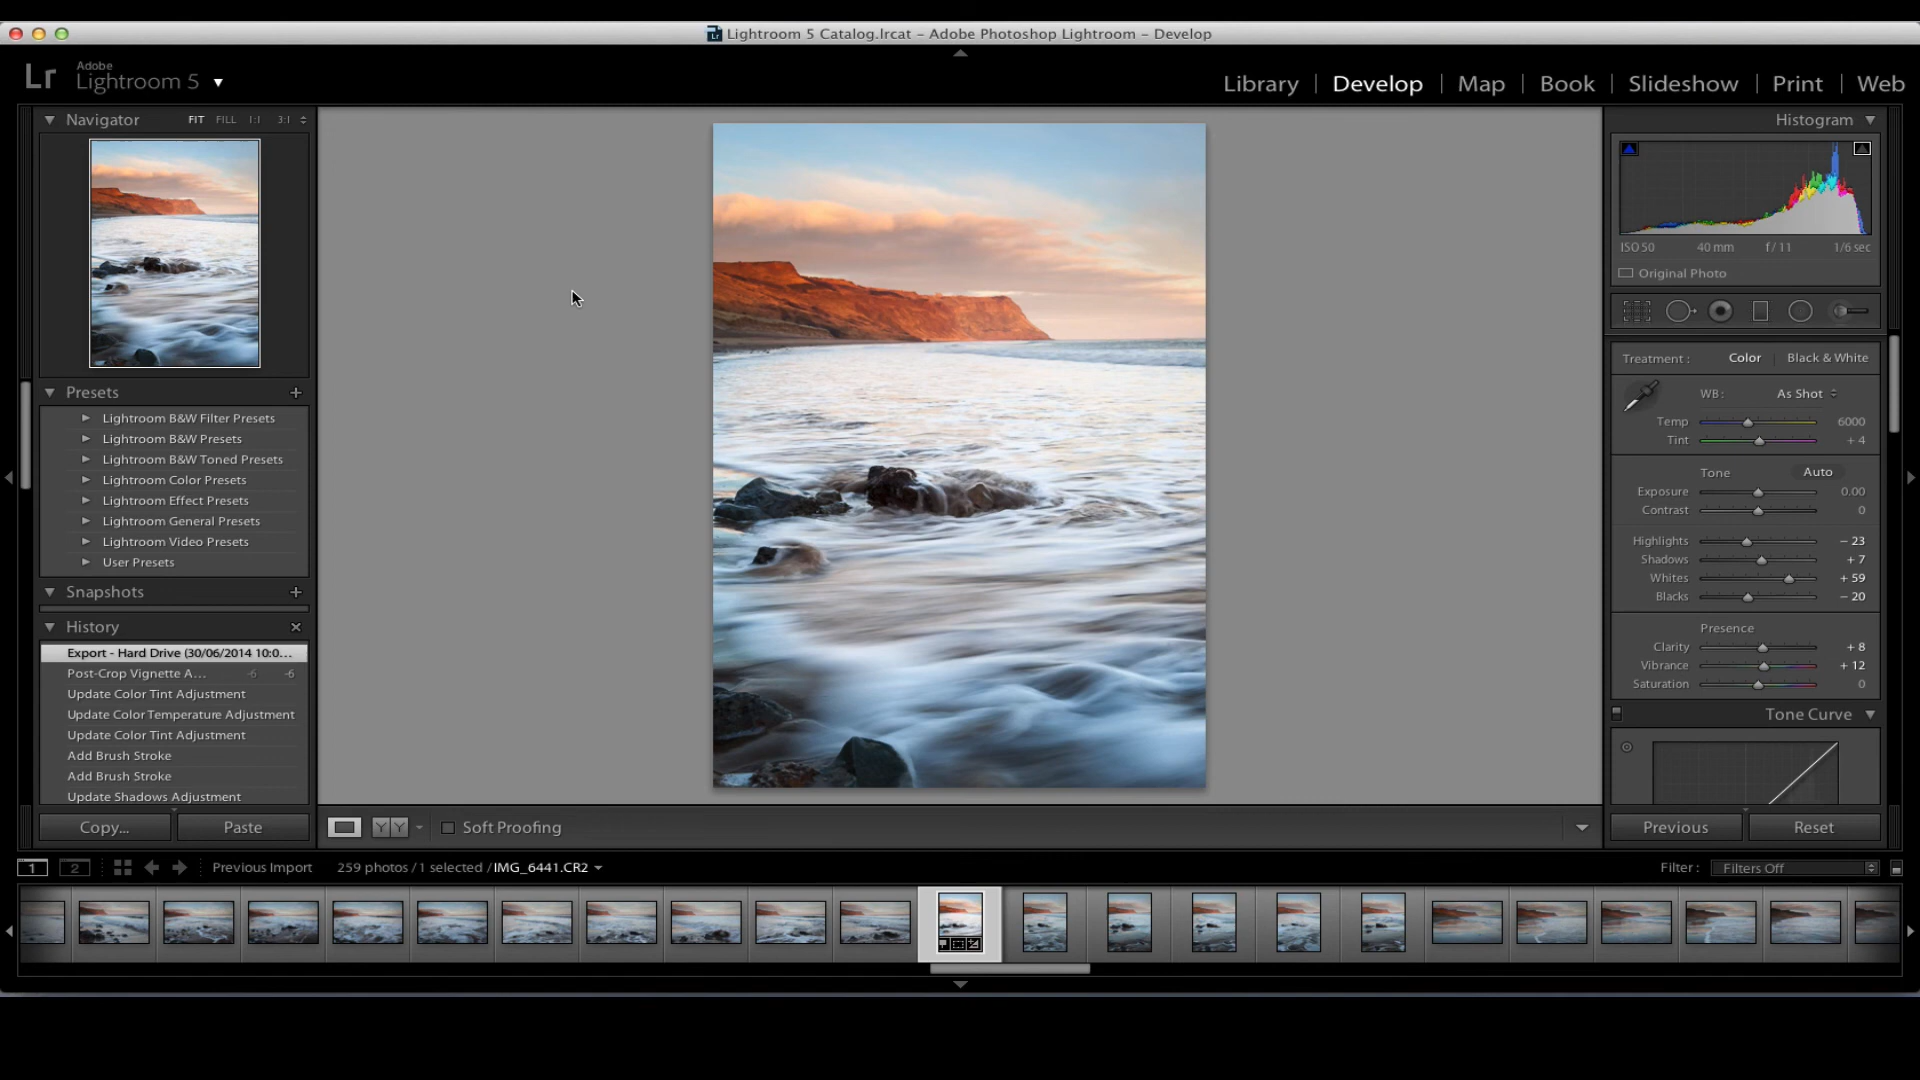 Lightroom 5 Catalog.lrcat – Adobe Photoshop Lightroom – Develop
Lr Adobe Lightroom 5
Library | Develop | Map | Book | Slideshow | Print | Web
Navigator FIT FILL 1:1 3:1
Histogram
ISO 50 40 mm f / 11 1/6 sec
Original Photo
Treatment : Color Black & White
WB : As Shot
Temp 6000
Tint + 4
Tone Auto
Exposure 0.00
Contrast 0
Highlights – 23
Shadows + 7
Whites + 59
Blacks – 20
Presence
Clarity + 8
Vibrance + 12
Saturation 0
Tone Curve
Previous Reset
Presets
Lightroom B&W Filter Presets
Lightroom B&W Presets
Lightroom B&W Toned Presets
Lightroom Color Presets
Lightroom Effect Presets
Lightroom General Presets
Lightroom Video Presets
User Presets
Snapshots
History
Export - Hard Drive (30/06/2014 10:0...
Post-Crop Vignette A... -6 -6
Update Color Tint Adjustment
Update Color Temperature Adjustment
Update Color Tint Adjustment
Add Brush Stroke
Add Brush Stroke
Update Shadows Adjustment
Copy... Paste
YY Soft Proofing
1 2 Previous Import 259 photos / 1 selected / IMG_6441.CR2
Filter : Filters Off